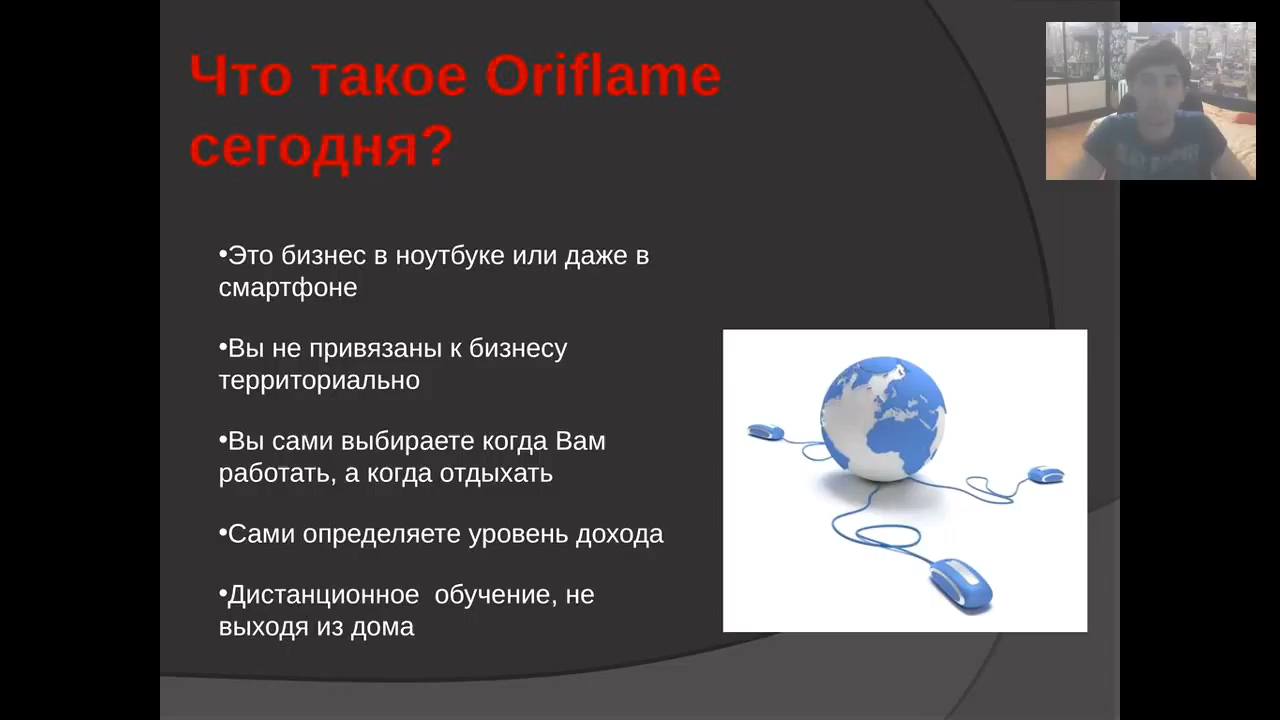 Что такое Oriflame
сегодня?
•Это бизнес в ноутбуке или даже в
смартфоне
•Вы не привязаны к бизнесу
территориально
•Вы сами выбираете когда Вам
работать, а когда отдыхать
•Сами определяете уровень дохода
•Дистанционное  обучение, не
выходя из дома